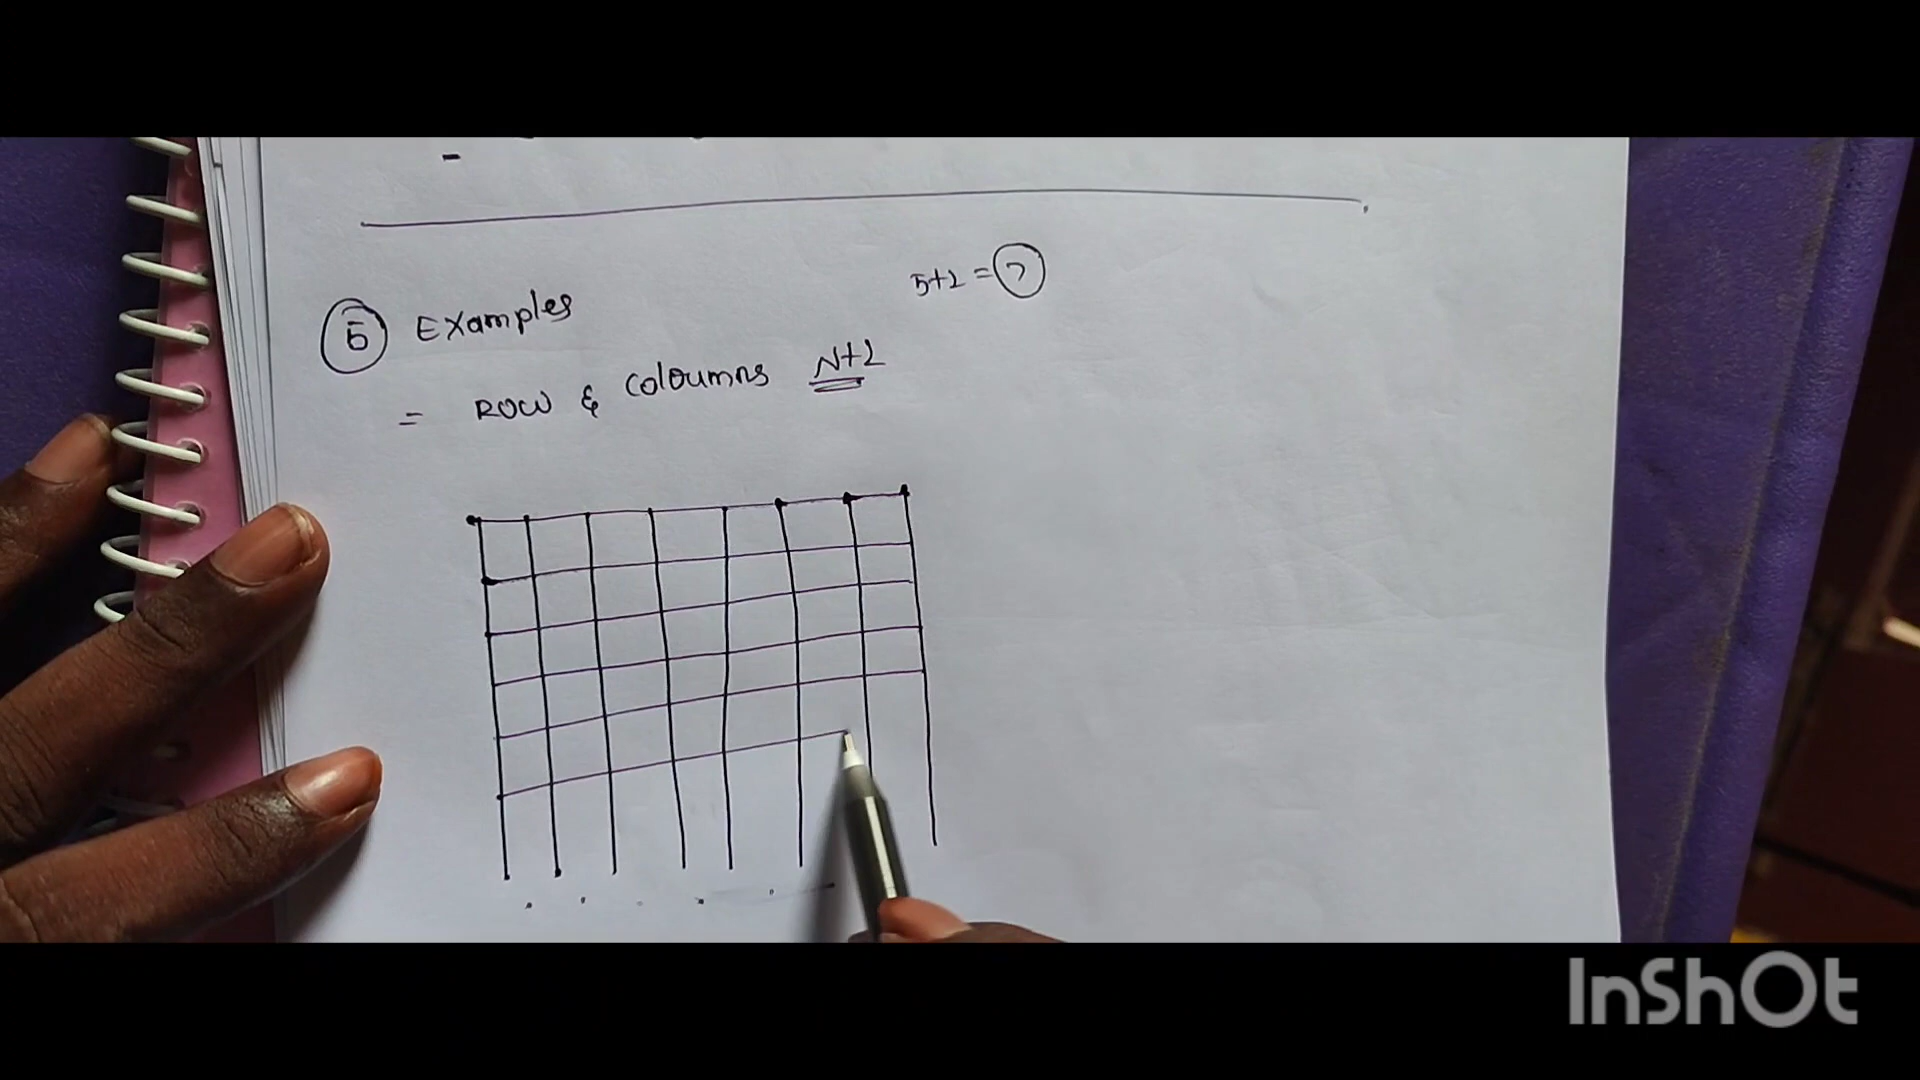 5+2 = 7
5 Examples
= ROW & coloumns N+2
InShOt